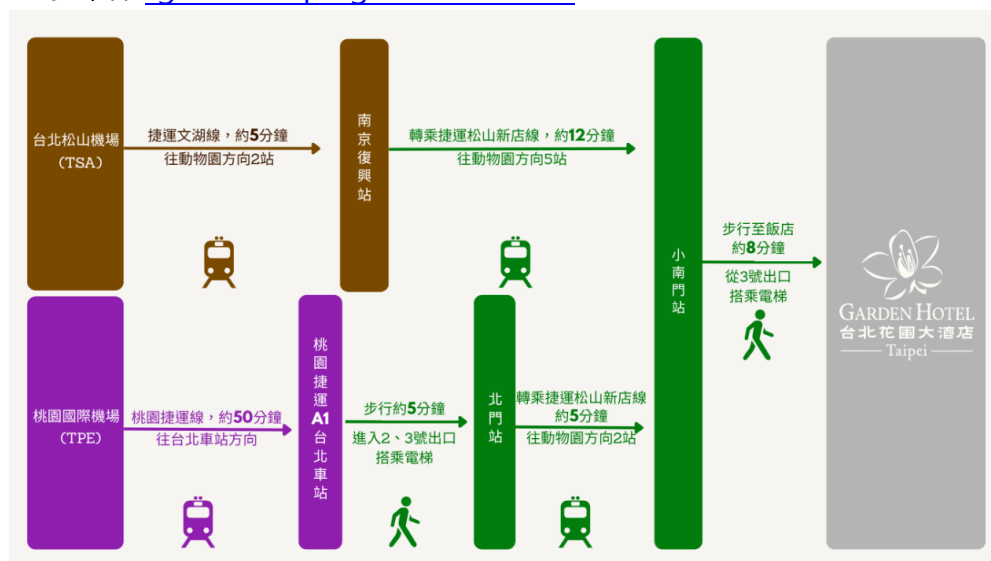 台北松山機場
（TSA）
捷運文湖線，約5分鐘
往動物園方向2站
南京復興站
轉乘捷運松山新店線，約12分鐘
往動物園方向5站
小南門站
步行至飯店
約8分鐘
從3號出口
搭乘電梯
GARDEN HOTEL
台北花園大酒店
Taipei
桃園國際機場
（TPE）
桃園捷運線，約50分鐘
往台北車站方向
桃園捷運A1台北車站
步行約5分鐘
進入2、3號出口
搭乘電梯
北門站
轉乘捷運松山新店線
約5分鐘
往動物園方向2站